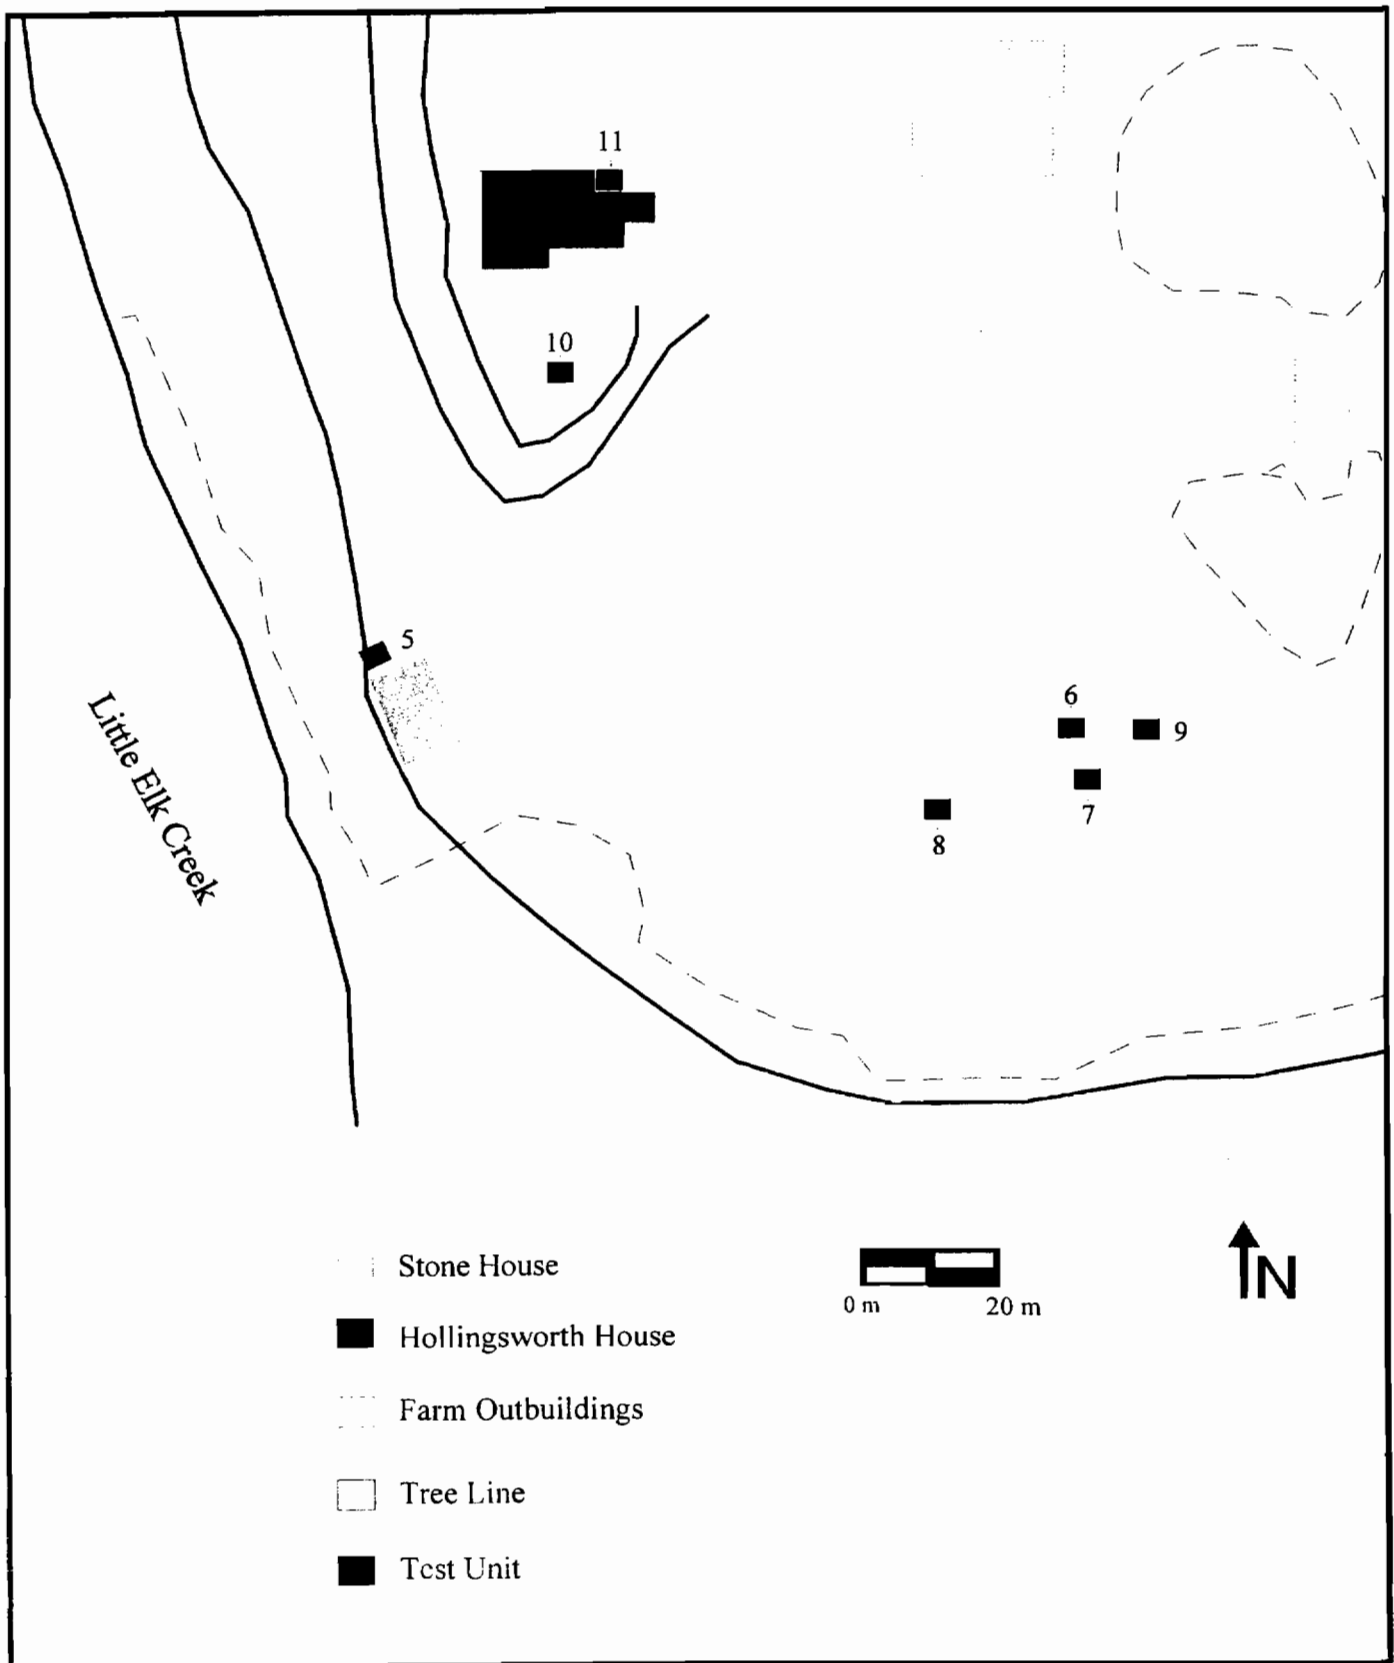 11
10
5
6
9
7
8
Little Elk Creek
Stone House
0 m 20 m
N
Hollingsworth House
Farm Outbuildings
Tree Line
Test Unit